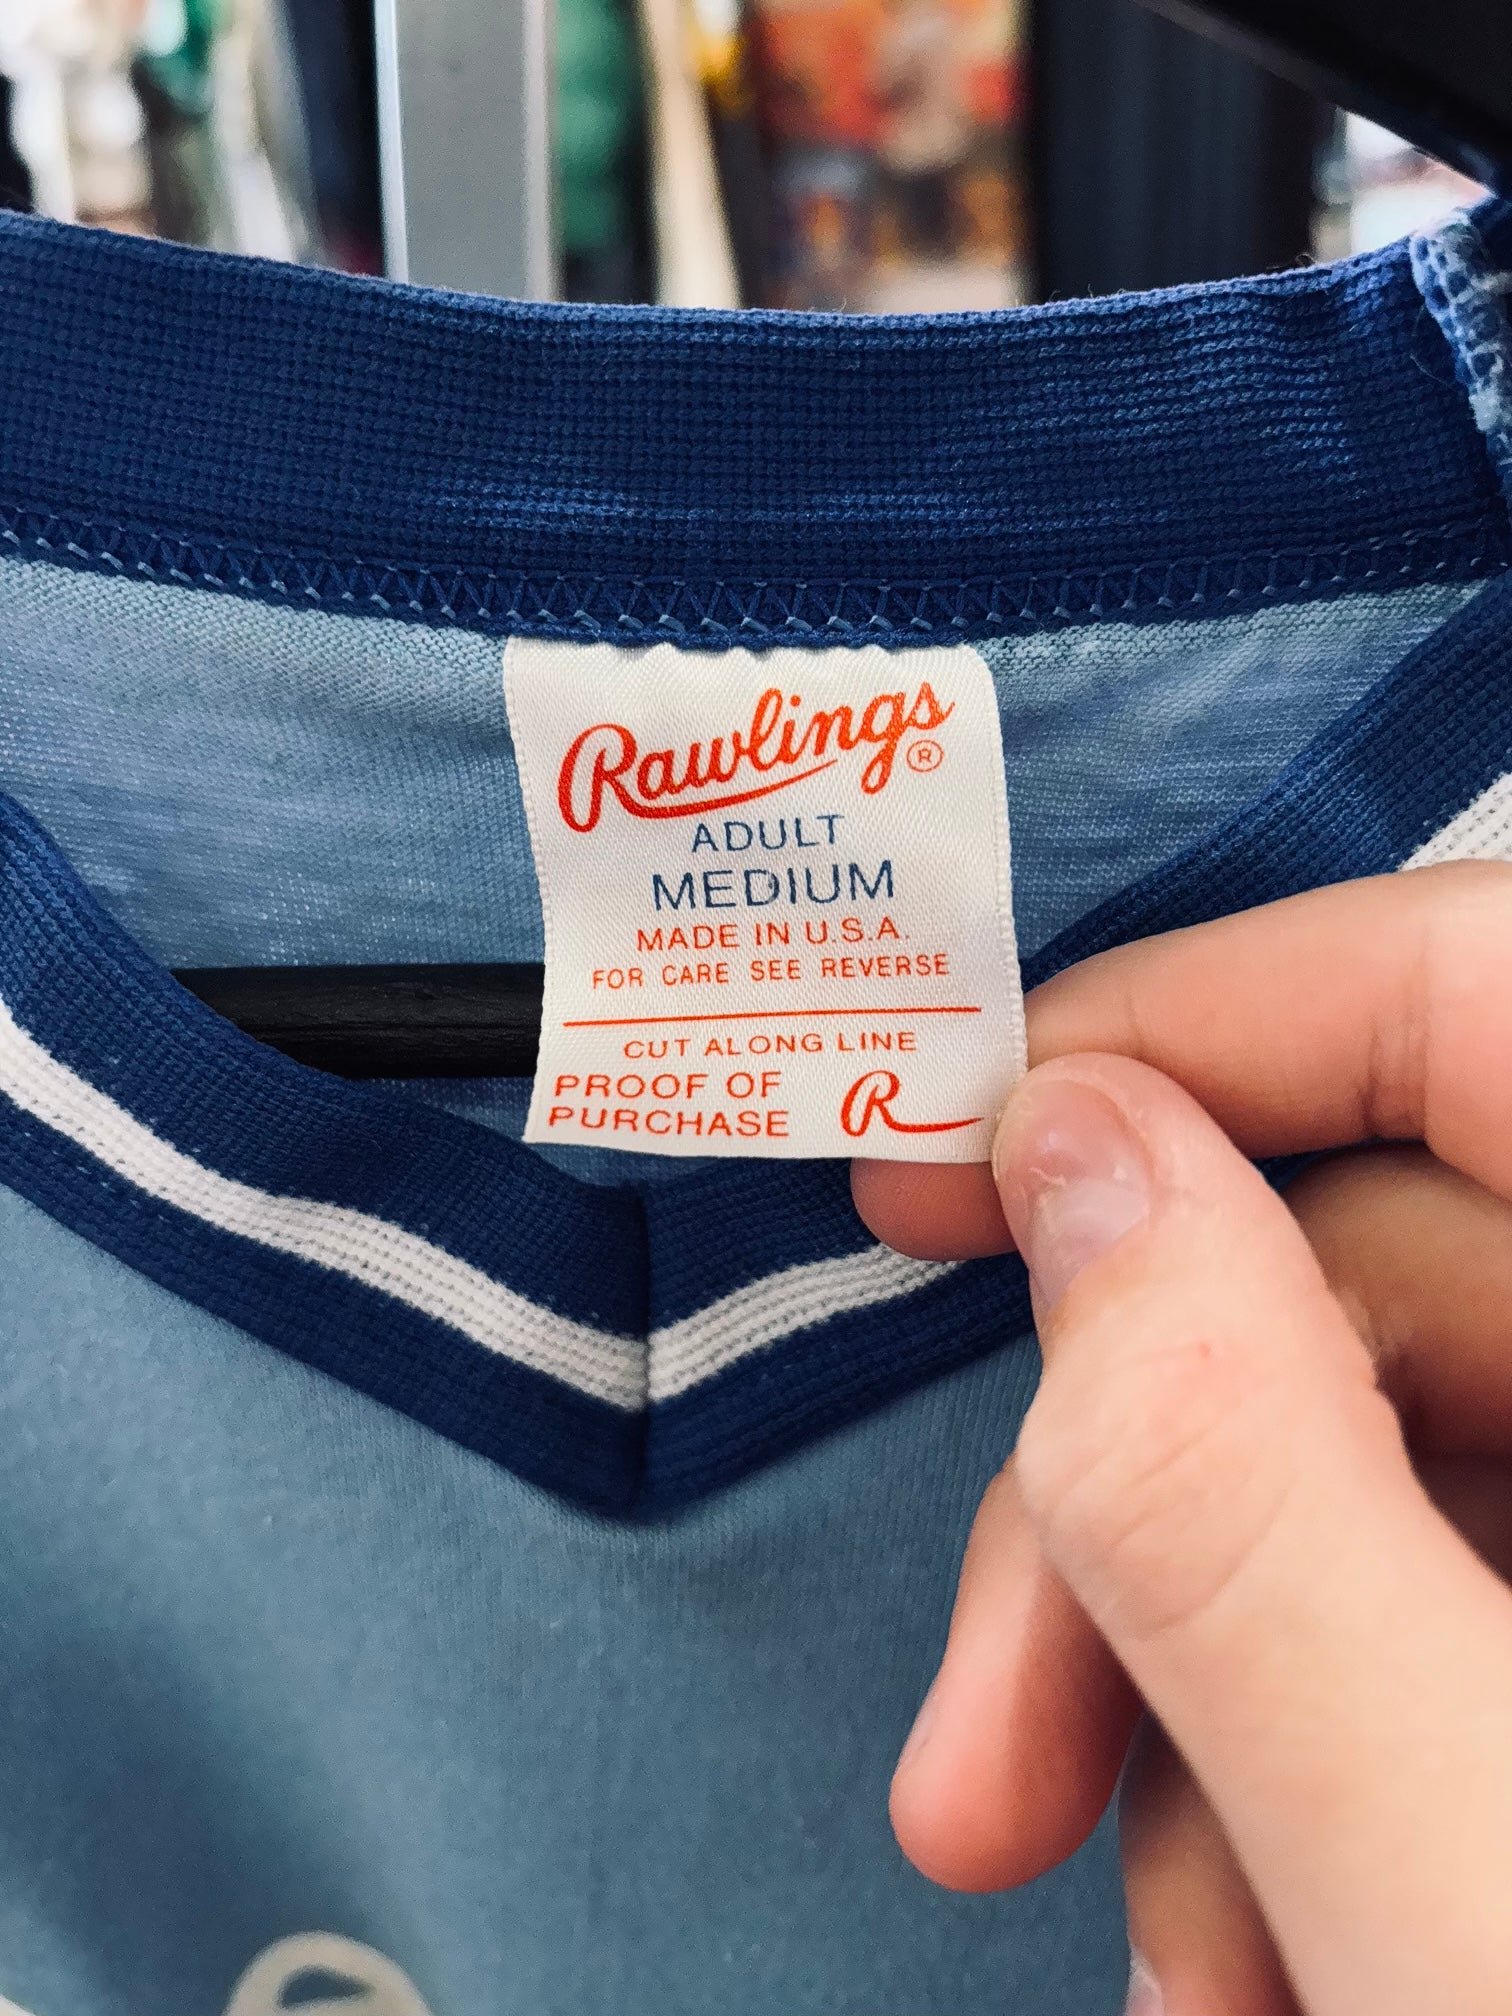 Rawlings®
ADULT
MEDIUM
MADE IN U.S.A.
FOR CARE SEE REVERSE
CUT ALONG LINE
PROOF OF
PURCHASE R